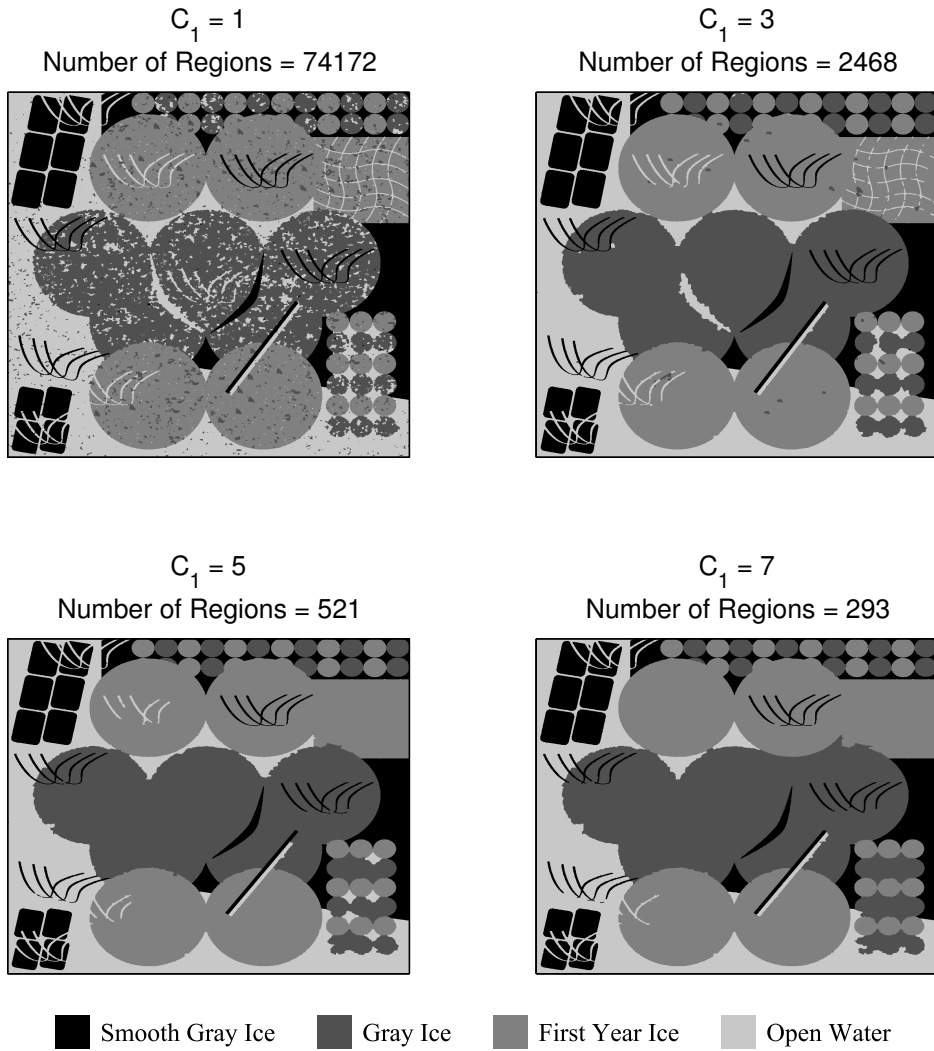 C1 = 1
Number of Regions = 74172
C1 = 3
Number of Regions = 2468
C1 = 5
Number of Regions = 521
C1 = 7
Number of Regions = 293
Smooth Gray Ice
Gray Ice
First Year Ice
Open Water